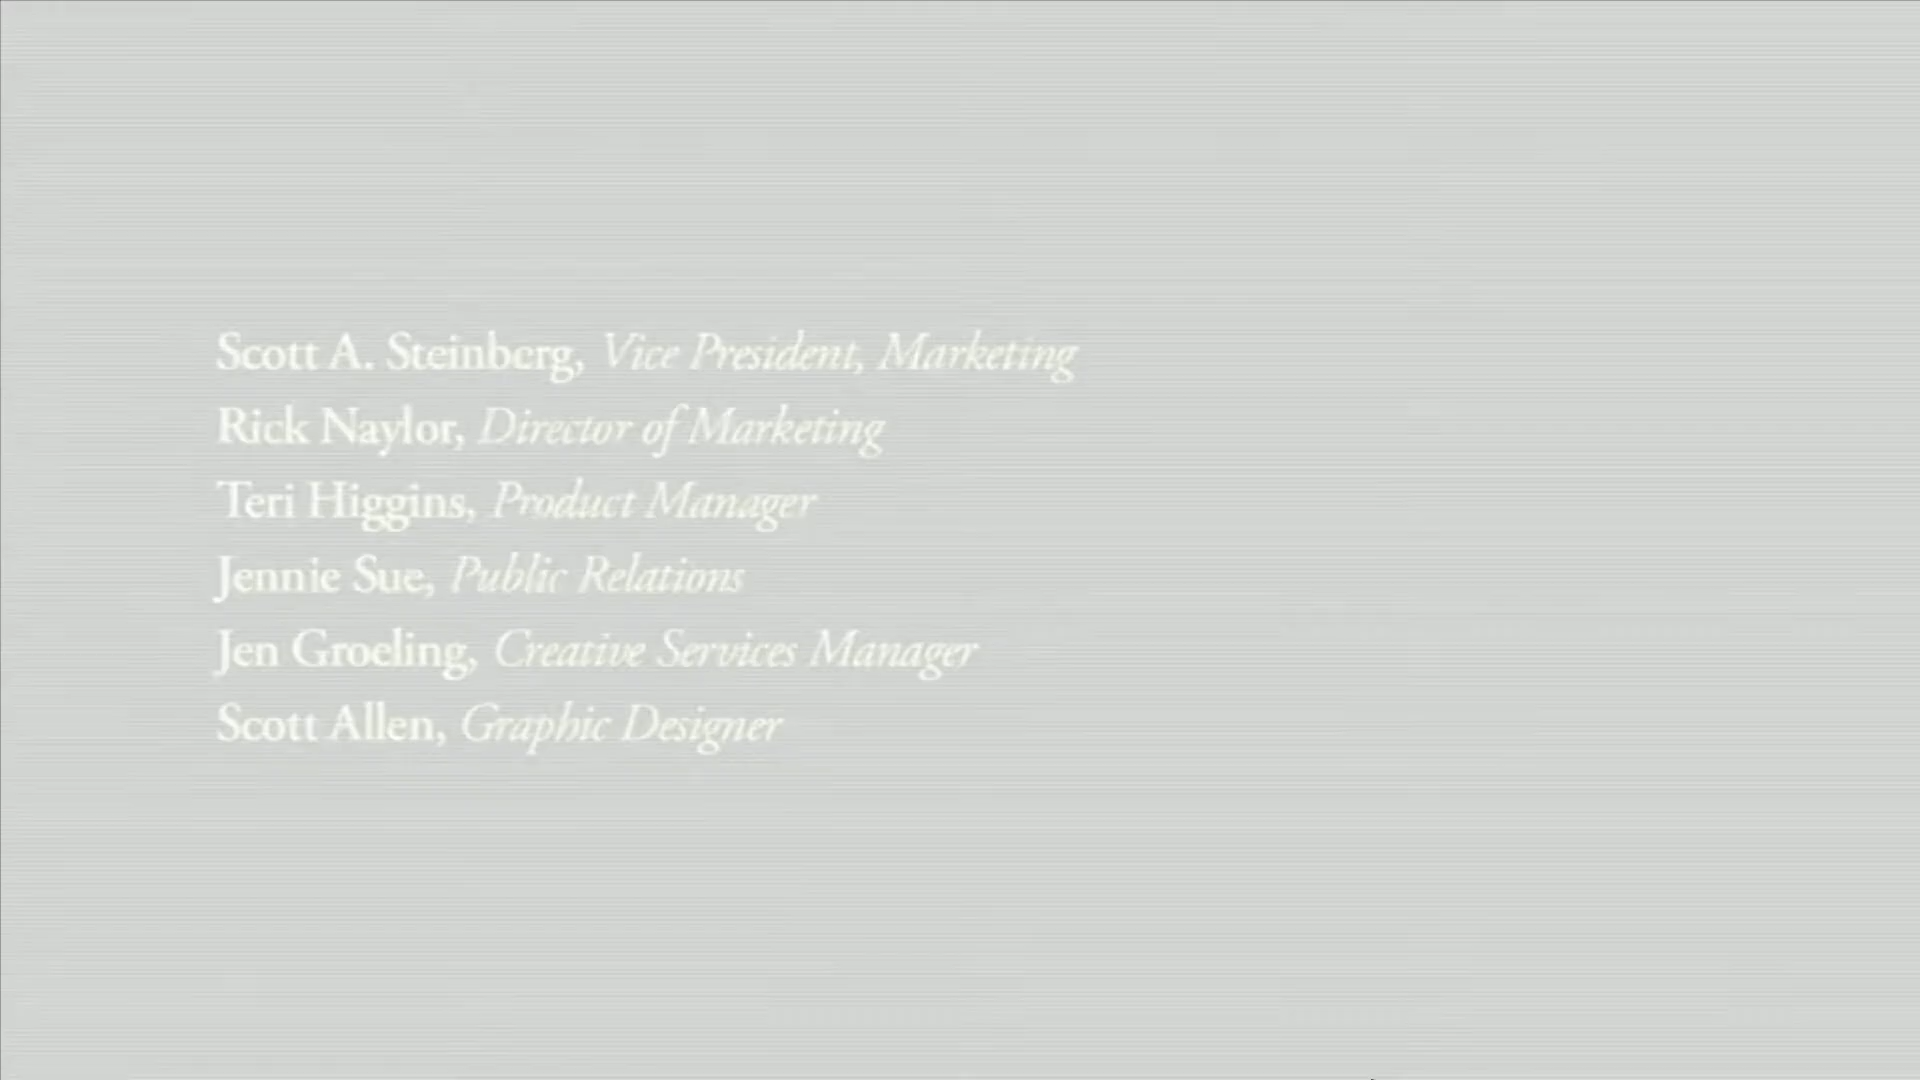 Scott A. Steinberg, Vice President, Marketing
Rick Naylor, Director of Marketing
Teri Higgins, Product Manager
Jennie Sue, Public Relations
Jen Groeling, Creative Services Manager
Scott Allen, Graphic Designer